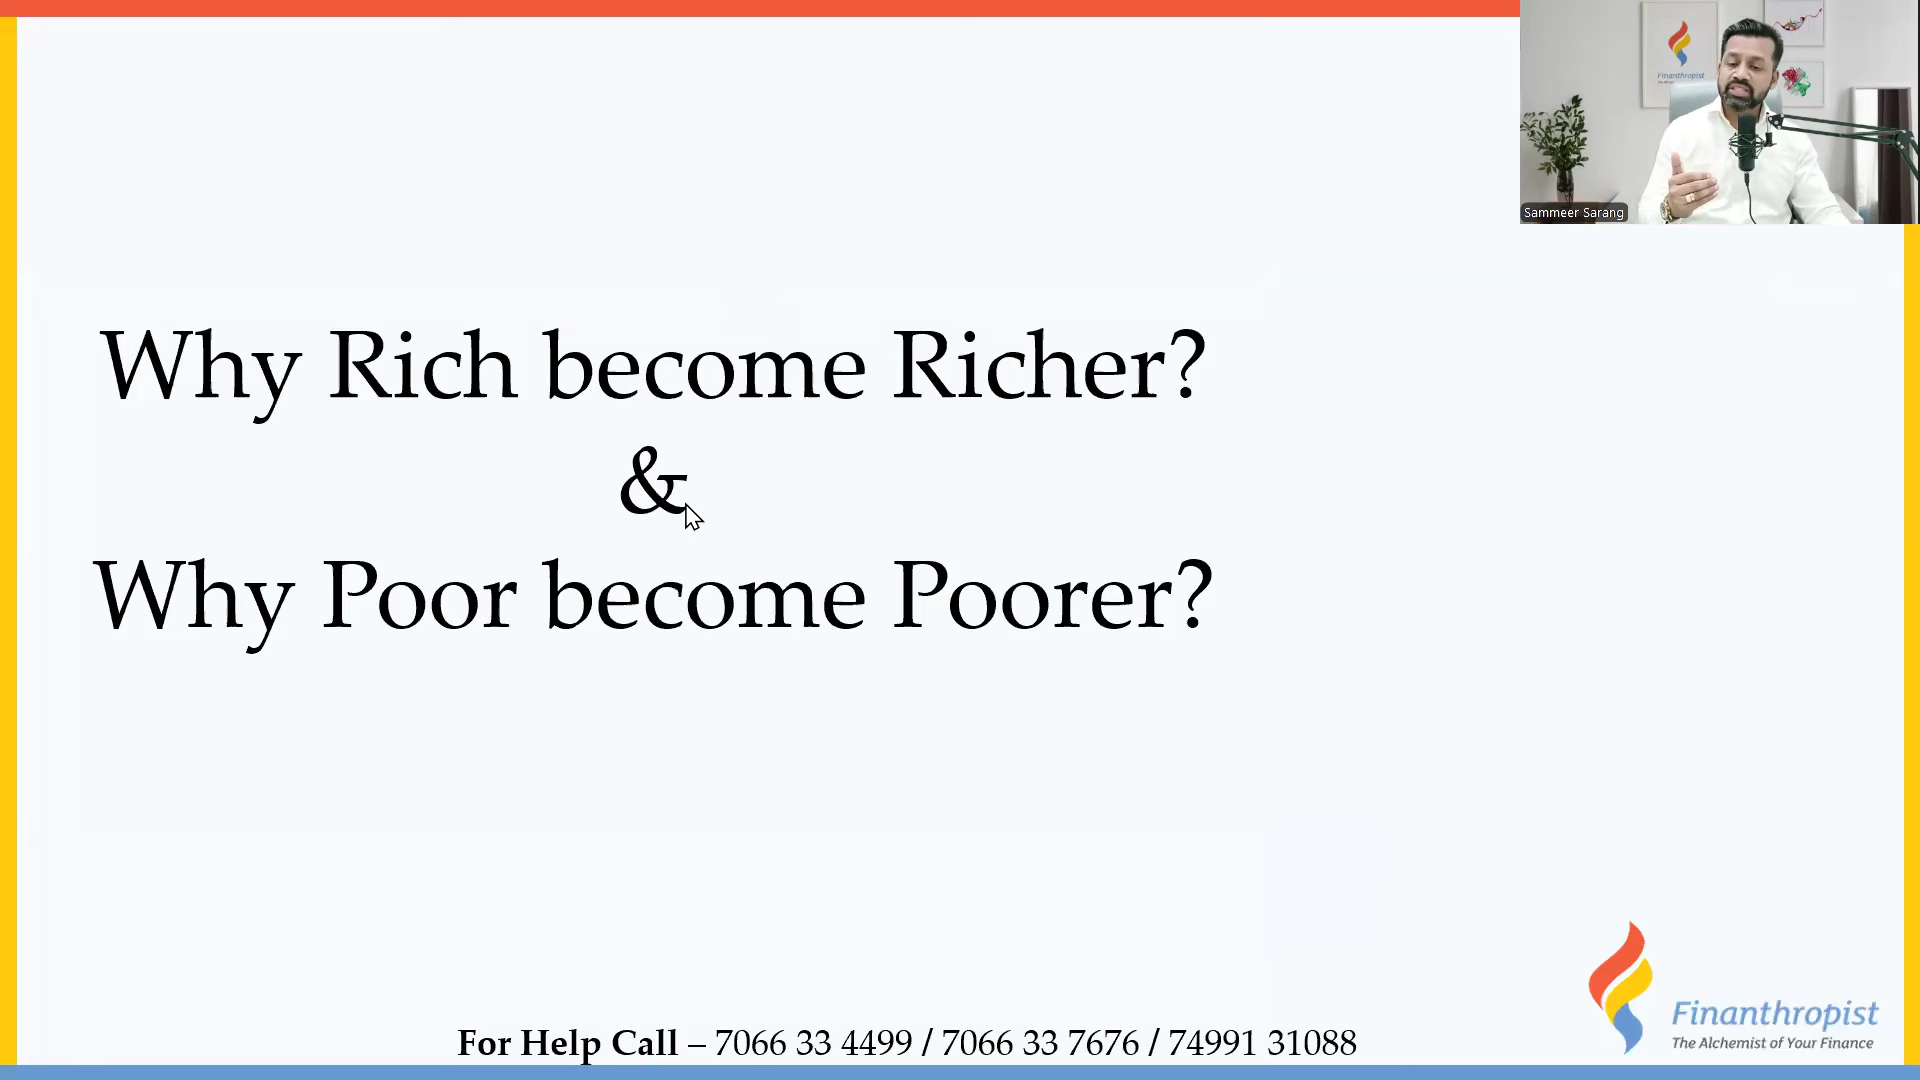 Finanthropist
Sammeer Sarang
Why Rich become Richer?
&
Why Poor become Poorer?
Finanthropist
The Alchemist of Your Finance
For Help Call – 7066 33 4499 / 7066 33 7676 / 74991 31088